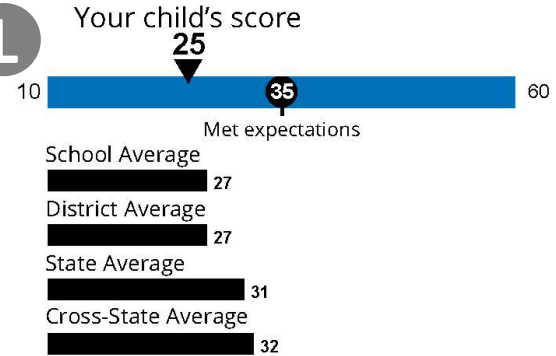 Your child's score
25
10 35 60
Met expectations
School Average
27
District Average
27
State Average
31
Cross-State Average
32